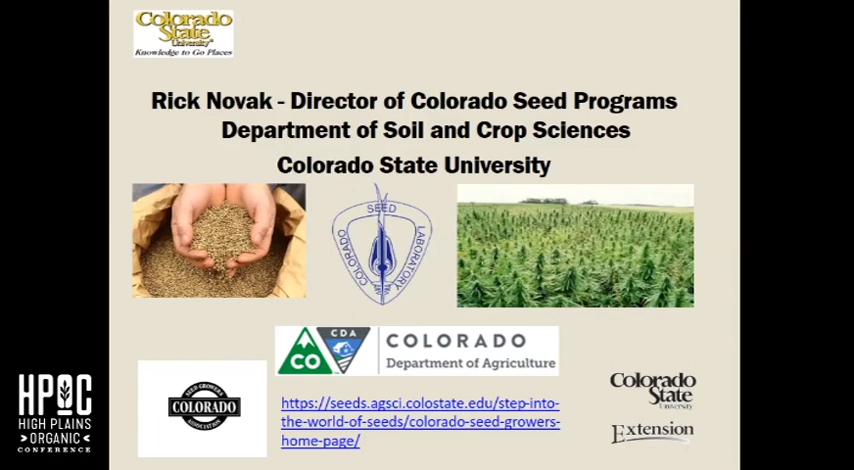 Colorado
State
University
Knowledge to Go Places
Rick Novak - Director of Colorado Seed Programs
Department of Soil and Crop Sciences
Colorado State University
COLORADO SEED LABORATORY
CO
CDA
COLORADO
Department of Agriculture
SEED GROWERS
COLORADO
ASSOCIATION
https://seeds.agsci.colostate.edu/step-into-
the-world-of-seeds/colorado-seed-growers-
home-page/
Colorado
State
University
Extension
HPOC
HIGH PLAINS
ORGANIC
CONFERENCE